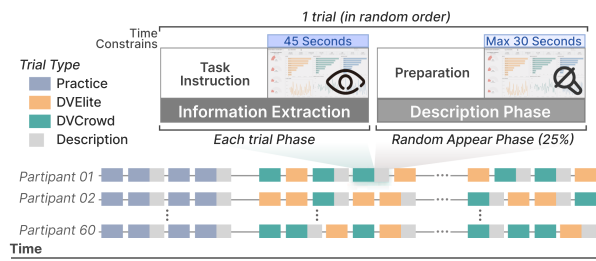 1 trial (in random order)
Time
Constrains
45 Seconds
Max 30 Seconds
Task
Instruction
Preparation
Information Extraction
Description Phase
Each trial Phase
Random Appear Phase (25%)
Trial Type
Practice
DVElite
DVCrowd
Description
Partipant 01
Partipant 02
Partipant 60
Time